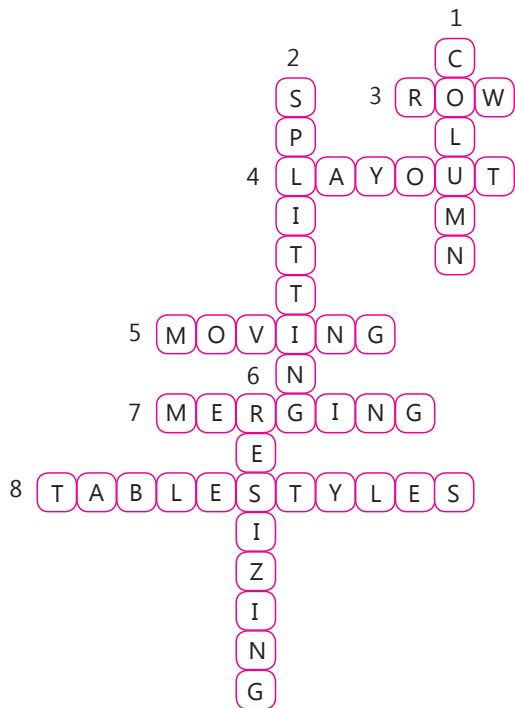 1
C
2
S 3 R O W
P L
4 L A Y O U T
I M
T N
T
5 M O V I N G
6 N
7 M E R G I N G
E
8 T A B L E S T Y L E S
I
Z
I
N
G